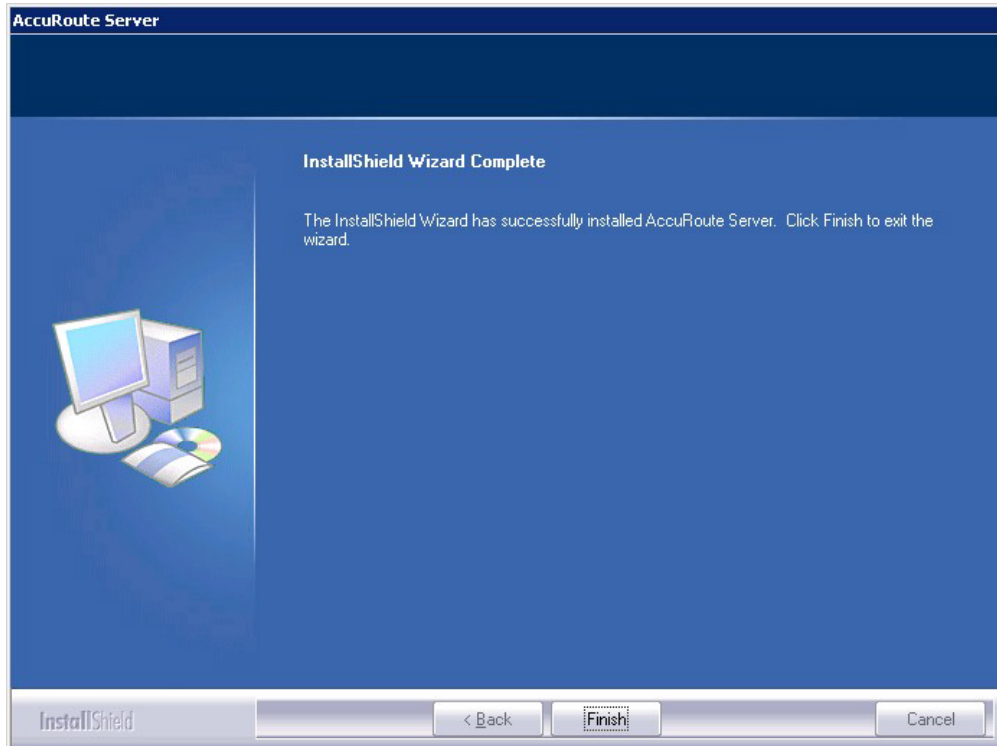 AccuRoute Server
InstallShield Wizard Complete
The InstallShield Wizard has successfully installed AccuRoute Server.  Click Finish to exit the
wizard.
InstallShield
< Back
Finish
Cancel